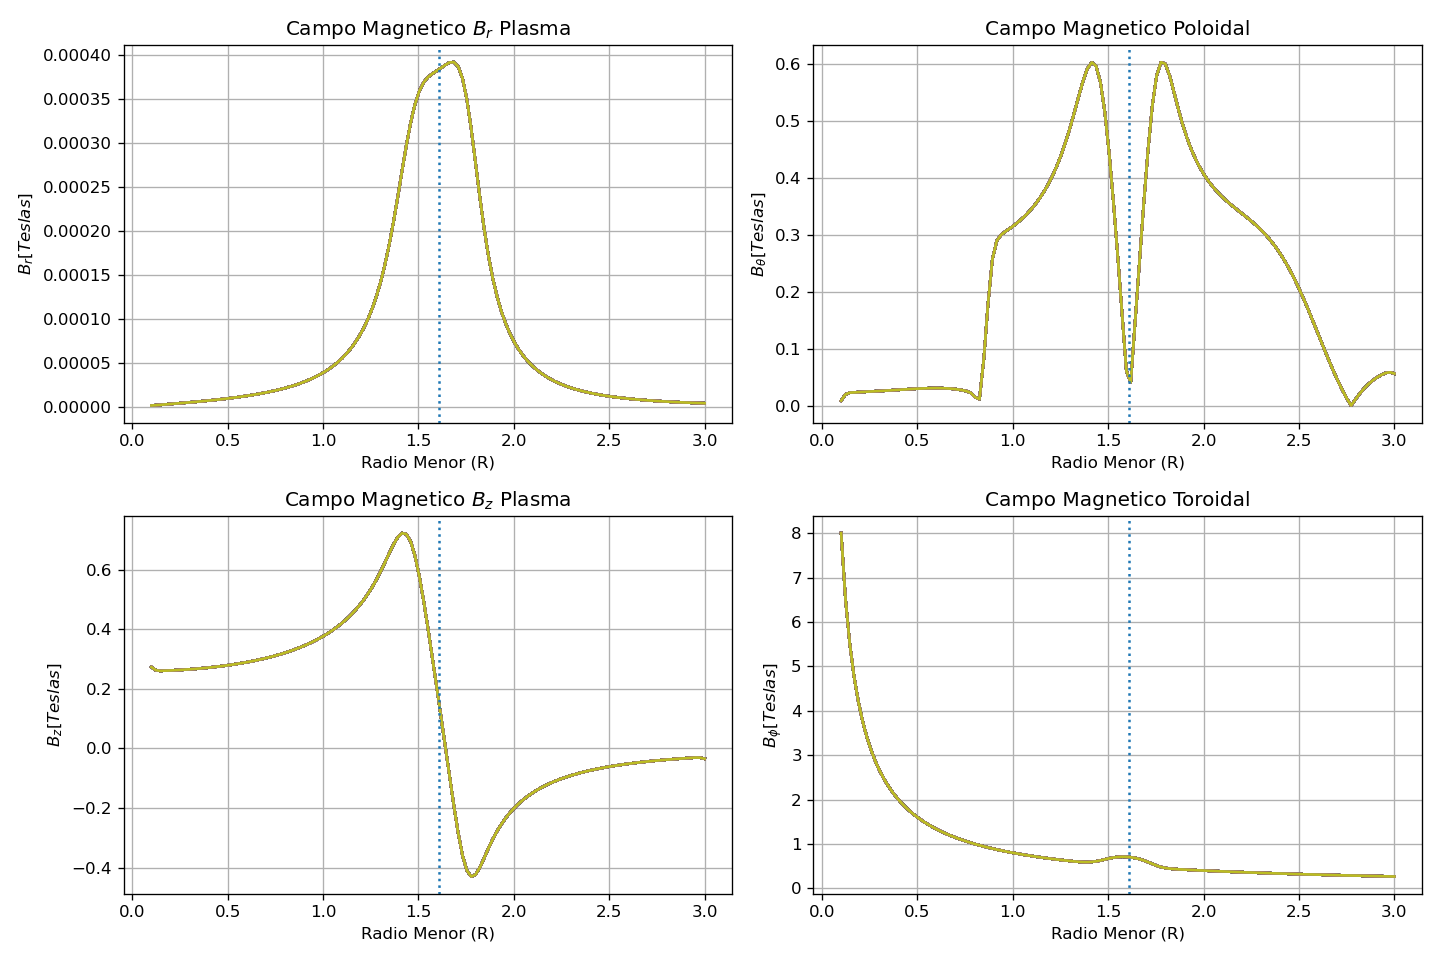 Campo Magnetico $B_r$ Plasma
0.00040
0.00035
0.00030
0.00025
0.00020
0.00015
0.00010
0.00005
0.00000
$B_r[Teslas]$
0.0 0.5 1.0 1.5 2.0 2.5 3.0
Radio Menor (R)
Campo Magnetico Poloidal
0.6
0.5
0.4
0.3
0.2
0.1
0.0
$B_θ[Teslas]$
0.0 0.5 1.0 1.5 2.0 2.5 3.0
Radio Menor (R)
Campo Magnetico $B_z$ Plasma
0.6
0.4
0.2
0.0
−0.2
−0.4
$B_z[Teslas]$
0.0 0.5 1.0 1.5 2.0 2.5 3.0
Radio Menor (R)
Campo Magnetico Toroidal
8
7
6
5
4
3
2
1
0
$B_ϕ[Teslas]$
0.0 0.5 1.0 1.5 2.0 2.5 3.0
Radio Menor (R)